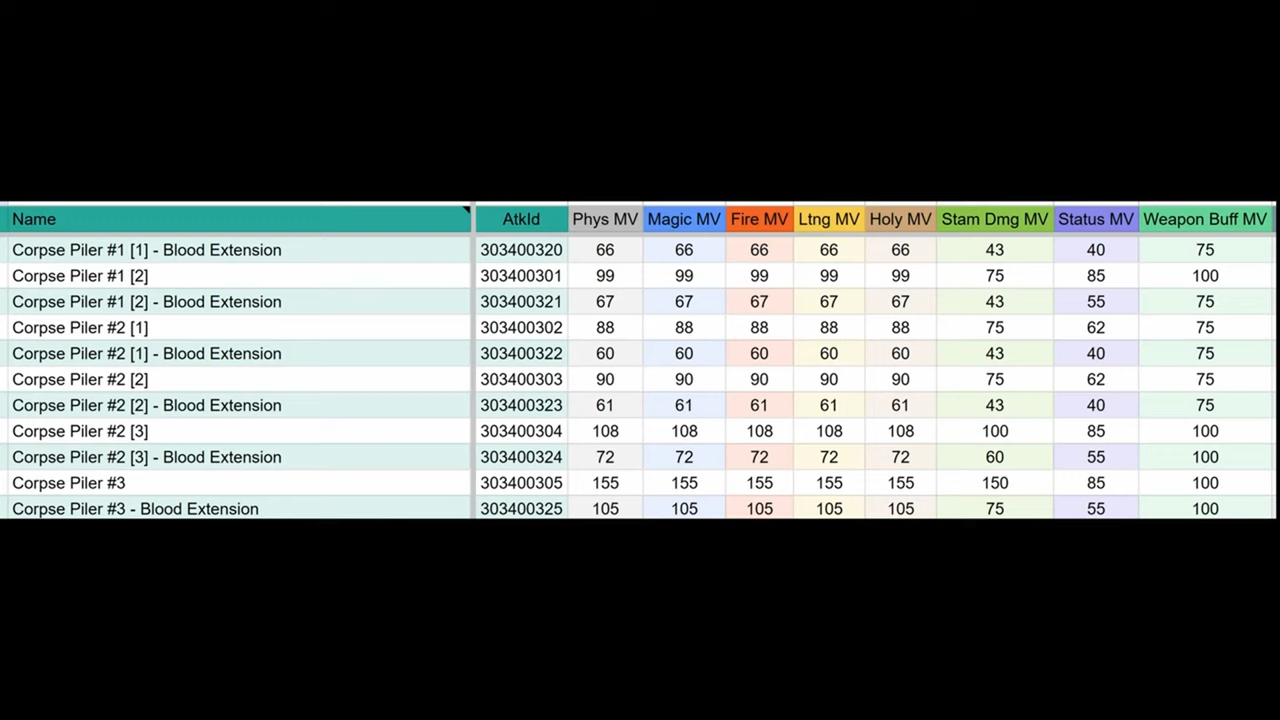 Name AtkId Phys MV Magic MV Fire MV Ltng MV Holy MV Stam Dmg MV Status MV Weapon Buff MV
Corpse Piler #1 [1] - Blood Extension 303400320 66 66 66 66 66 43 40 75
Corpse Piler #1 [2] 303400301 99 99 99 99 99 75 85 100
Corpse Piler #1 [2] - Blood Extension 303400321 67 67 67 67 67 43 55 75
Corpse Piler #2 [1] 303400302 88 88 88 88 88 75 62 75
Corpse Piler #2 [1] - Blood Extension 303400322 60 60 60 60 60 43 40 75
Corpse Piler #2 [2] 303400303 90 90 90 90 90 75 62 75
Corpse Piler #2 [2] - Blood Extension 303400323 61 61 61 61 61 43 40 75
Corpse Piler #2 [3] 303400304 108 108 108 108 108 100 85 100
Corpse Piler #2 [3] - Blood Extension 303400324 72 72 72 72 72 60 55 100
Corpse Piler #3 303400305 155 155 155 155 155 150 85 100
Corpse Piler #3 - Blood Extension 303400325 105 105 105 105 105 75 55 100